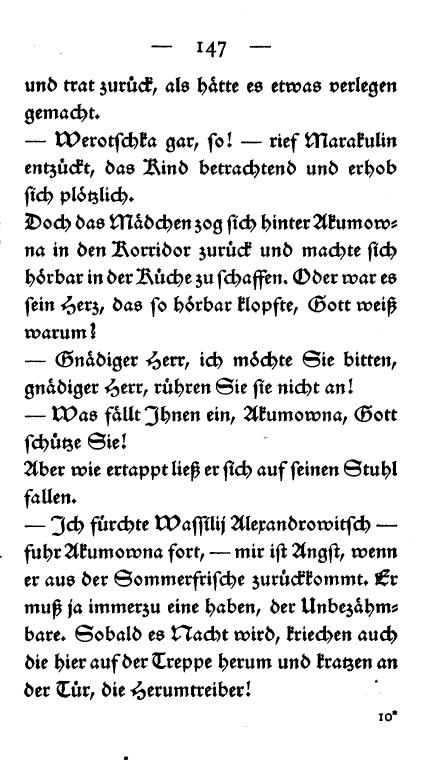 — 147 —
und trat zurück, als hätte es etwas verlegen
gemacht.
— Werotschka gar, so! — rief Marakulin
entzückt, das Kind betrachtend und erhob
sich plötzlich.
Doch das Mädchen zog sich hinter Akumow-
na in den Korridor zurück und machte sich
hörbar in der Küche zu schaffen. Oder war es
sein Herz, das so hörbar klopfte, Gott weiß
warum?
— Gnädiger Herr, ich möchte Sie bitten,
gnädiger Herr, rühren Sie sie nicht an!
— Was fällt Ihnen ein, Akumowna, Gott
schütze Sie!
Aber wie ertappt ließ er sich auf seinen Stuhl
fallen.
— Ich fürchte Wassilij Alexandrowitsch —
fuhr Akumowna fort, — mir ist Angst, wenn
er aus der Sommerfrische zurückkommt. Er
muß ja immerzu eine haben, der Unbezähm-
bare. Sobald es Nacht wird, kriechen auch
die hier auf der Treppe herum und kratzen an
der Tür, die Herumtreiber!
10*